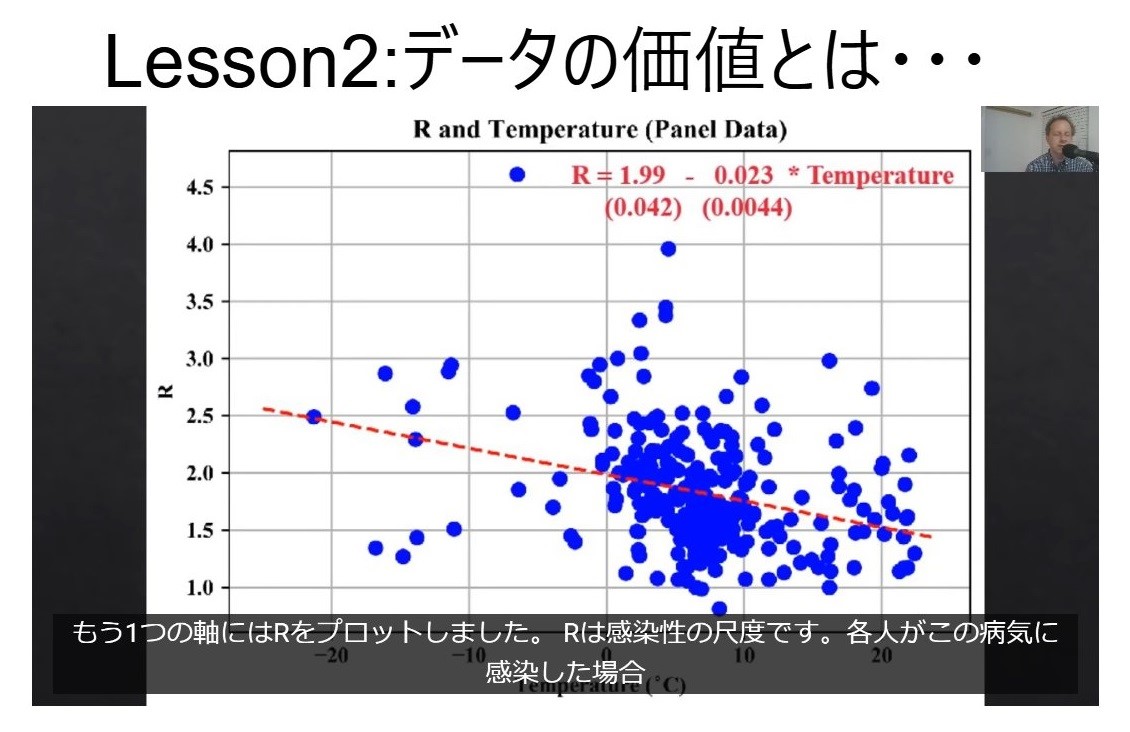 Lesson2:データの価値とは・・・
R and Temperature (Panel Data)
R = 1.99 - 0.023 * Temperature
(0.042) (0.0044)
4.5
4.0
3.5
3.0
R
2.5
2.0
1.5
1.0
もう1つの軸にはRをプロットしました。 Rは感染性の尺度です。各人がこの病気に
感染した場合
−20 −10 0 10 20
Temperature (˚C)